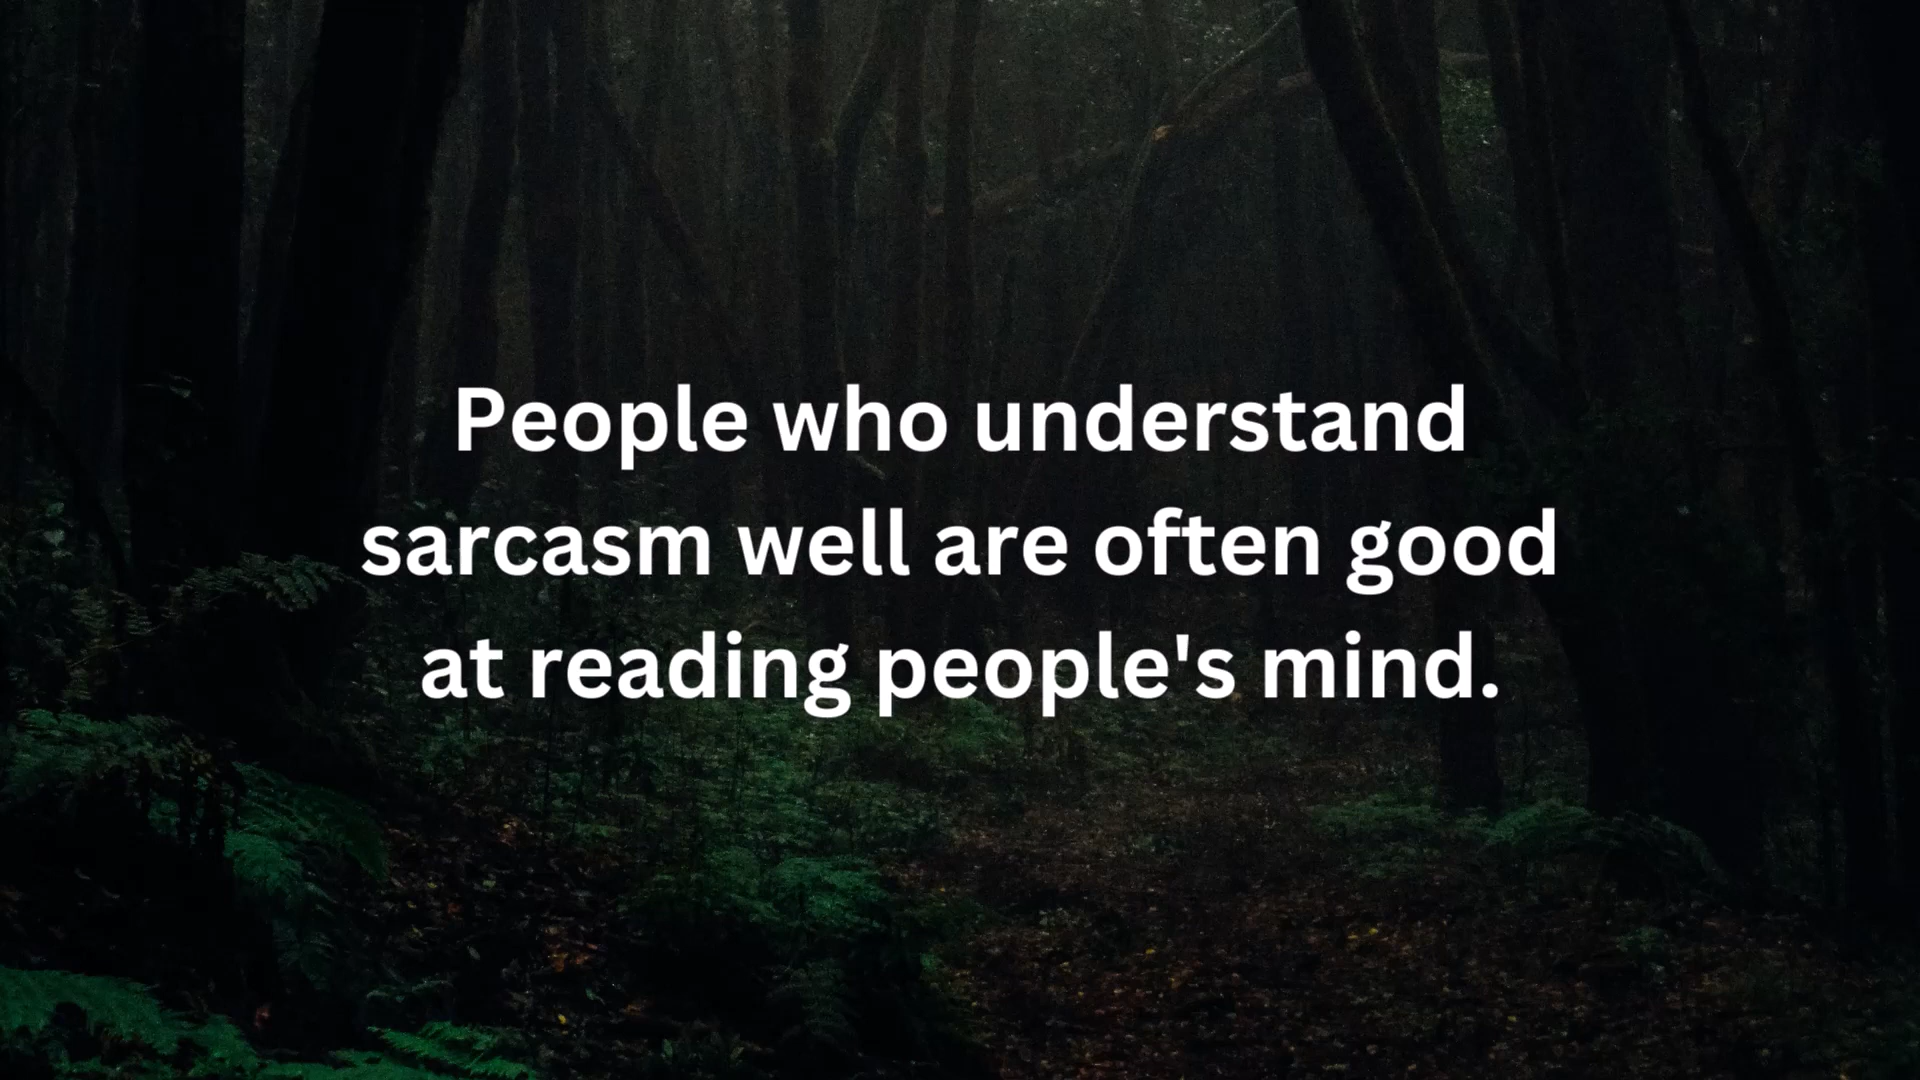 People who understand
sarcasm well are often good
at reading people's mind.